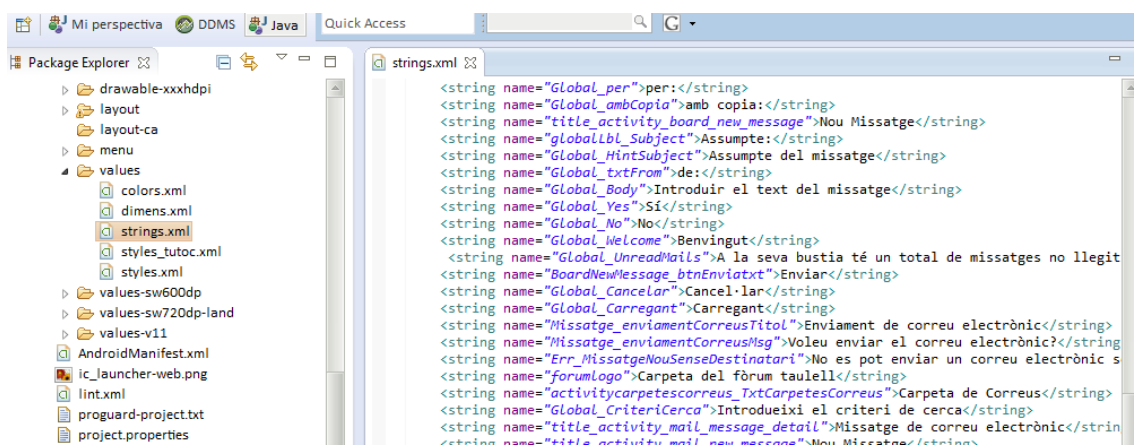 Mi perspectiva DDMS Java Quick Access G
Package Explorer
drawable-xxxhdpi
layout
layout-ca
menu
values
colors.xml
dimens.xml
strings.xml
styles_tutoc.xml
styles.xml
values-sw600dp
values-sw720dp-land
values-v11
AndroidManifest.xml
ic_launcher-web.png
lint.xml
proguard-project.txt
project.properties
strings.xml
<string name="Global_per">per:</string>
<string name="Global_ambCopia">amb copia:</string>
<string name="title_activity_board_new_message">Nou Missatge</string>
<string name="globalLbl_Subject">Assumpte:</string>
<string name="Global_HintSubject">Assumpte del missatge</string>
<string name="Global_txtFrom">de:</string>
<string name="Global_Body">Introduir el text del missatge</string>
<string name="Global_Yes">Sí</string>
<string name="Global_No">No</string>
<string name="Global_Welcome">Benvingut</string>
<string name="Global_UnreadMails">A la seva bustia té un total de missatges no llegit
<string name="BoardNewMessage_btnEnviatxt">Enviar</string>
<string name="Global_Cancelar">Cancel·lar</string>
<string name="Global_Carregant">Carregant</string>
<string name="Missatge_enviamentCorreusTitol">Enviament de correu electrònic</string>
<string name="Missatge_enviamentCorreusMsg">Voleu enviar el correu electrònic?</string
<string name="Err_MissatgeNouSenseDestinatari">No es pot enviar un correu electrònic s
<string name="forumlogo">Carpeta del fòrum taulell</string>
<string name="activitycarpetescorreus_TxtCarpetesCorreus">Carpeta de Correus</string>
<string name="Global_CriteriCerca">Introdueixi el criteri de cerca</string>
<string name="title_activity_mail_message_detail">Missatge de correu electrònic</strin
<string name="title_activity_mail_new_message">Nou Missatge</string>